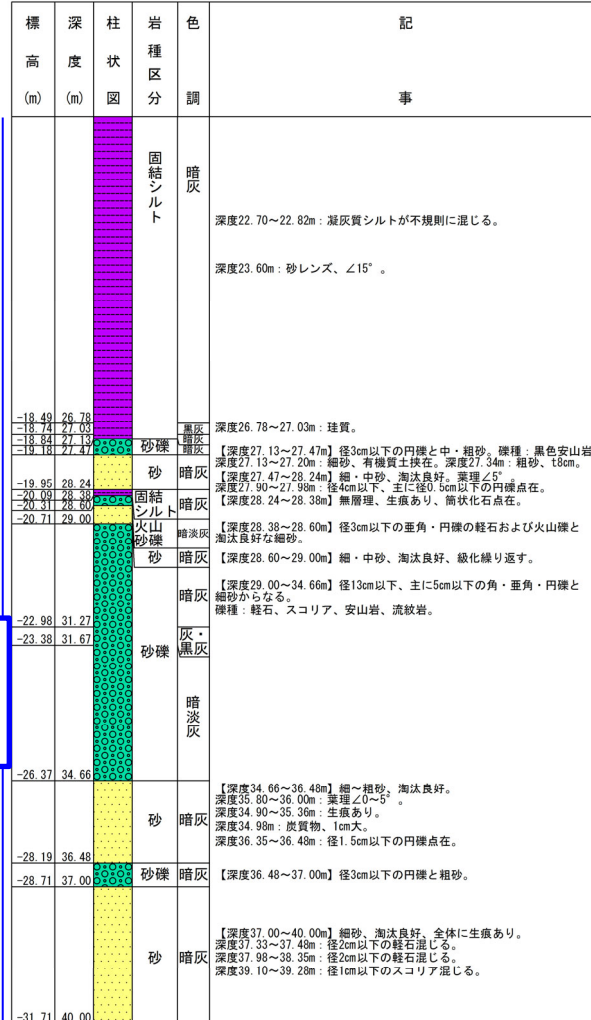 標高(m) 深度(m) 柱状図 岩種区分 色調 記事
固結シルト 暗灰
深度22.70～22.82m：凝灰質シルトが不規則に混じる。
深度23.60m：砂レンズ、∠15°。
-18.49 26.78
-18.74 27.03 黒灰 深度26.78～27.03m：珪質。
-18.84 27.13 暗灰
-19.18 27.47 砂礫 暗灰 【深度27.13～27.47m】径3cm以下の円礫と中・粗砂。礫種：黒色安山岩
深度27.13～27.20m：細砂、有機質土挟在。深度27.34m：粗砂、t8cm。
砂 暗灰 【深度27.47～28.24m】細・中砂、淘汰良好。葉理∠5°。
-19.95 28.24 深度27.90～27.98m：径4cm以下、主に径0.5cm以下の円礫点在。
-20.09 28.38 固結シルト 暗灰 【深度28.24～28.38m】無層理、生痕あり、筒状化石点在。
-20.31 28.60
-20.71 29.00
火山砂礫 暗淡灰 【深度28.38～28.60m】径3cm以下の亜角・円礫の軽石および火山礫と
淘汰良好な細砂。
砂 暗灰 【深度28.60～29.00m】細・中砂、淘汰良好、級化繰り返す。
暗灰 【深度29.00～34.66m】径13cm以下、主に5cm以下の角・亜角・円礫と
細砂からなる。
礫種：軽石、スコリア、安山岩、流紋岩。
-22.98 31.27
-23.38 31.67 灰・黒灰
砂礫
暗淡灰
-26.37 34.66
【深度34.66～36.48m】細～粗砂、淘汰良好。
深度35.80～36.00m：葉理∠0～5°。
砂 暗灰 深度34.90～35.36m：生痕あり。
深度34.98m：炭質物、1cm大。
深度36.35～36.48m：径1.5cm以下の円礫点在。
-28.19 36.48
砂礫 暗灰 【深度36.48～37.00m】径3cm以下の円礫と粗砂。
-28.71 37.00
【深度37.00～40.00m】細砂、淘汰良好、全体に生痕あり。
深度37.33～37.48m：径2cm以下の軽石混じる。
砂 暗灰 深度37.98～38.35m：径2cm以下の軽石混じる。
深度39.10～39.28m：径1cm以下のスコリア混じる。
-31.71 40.00